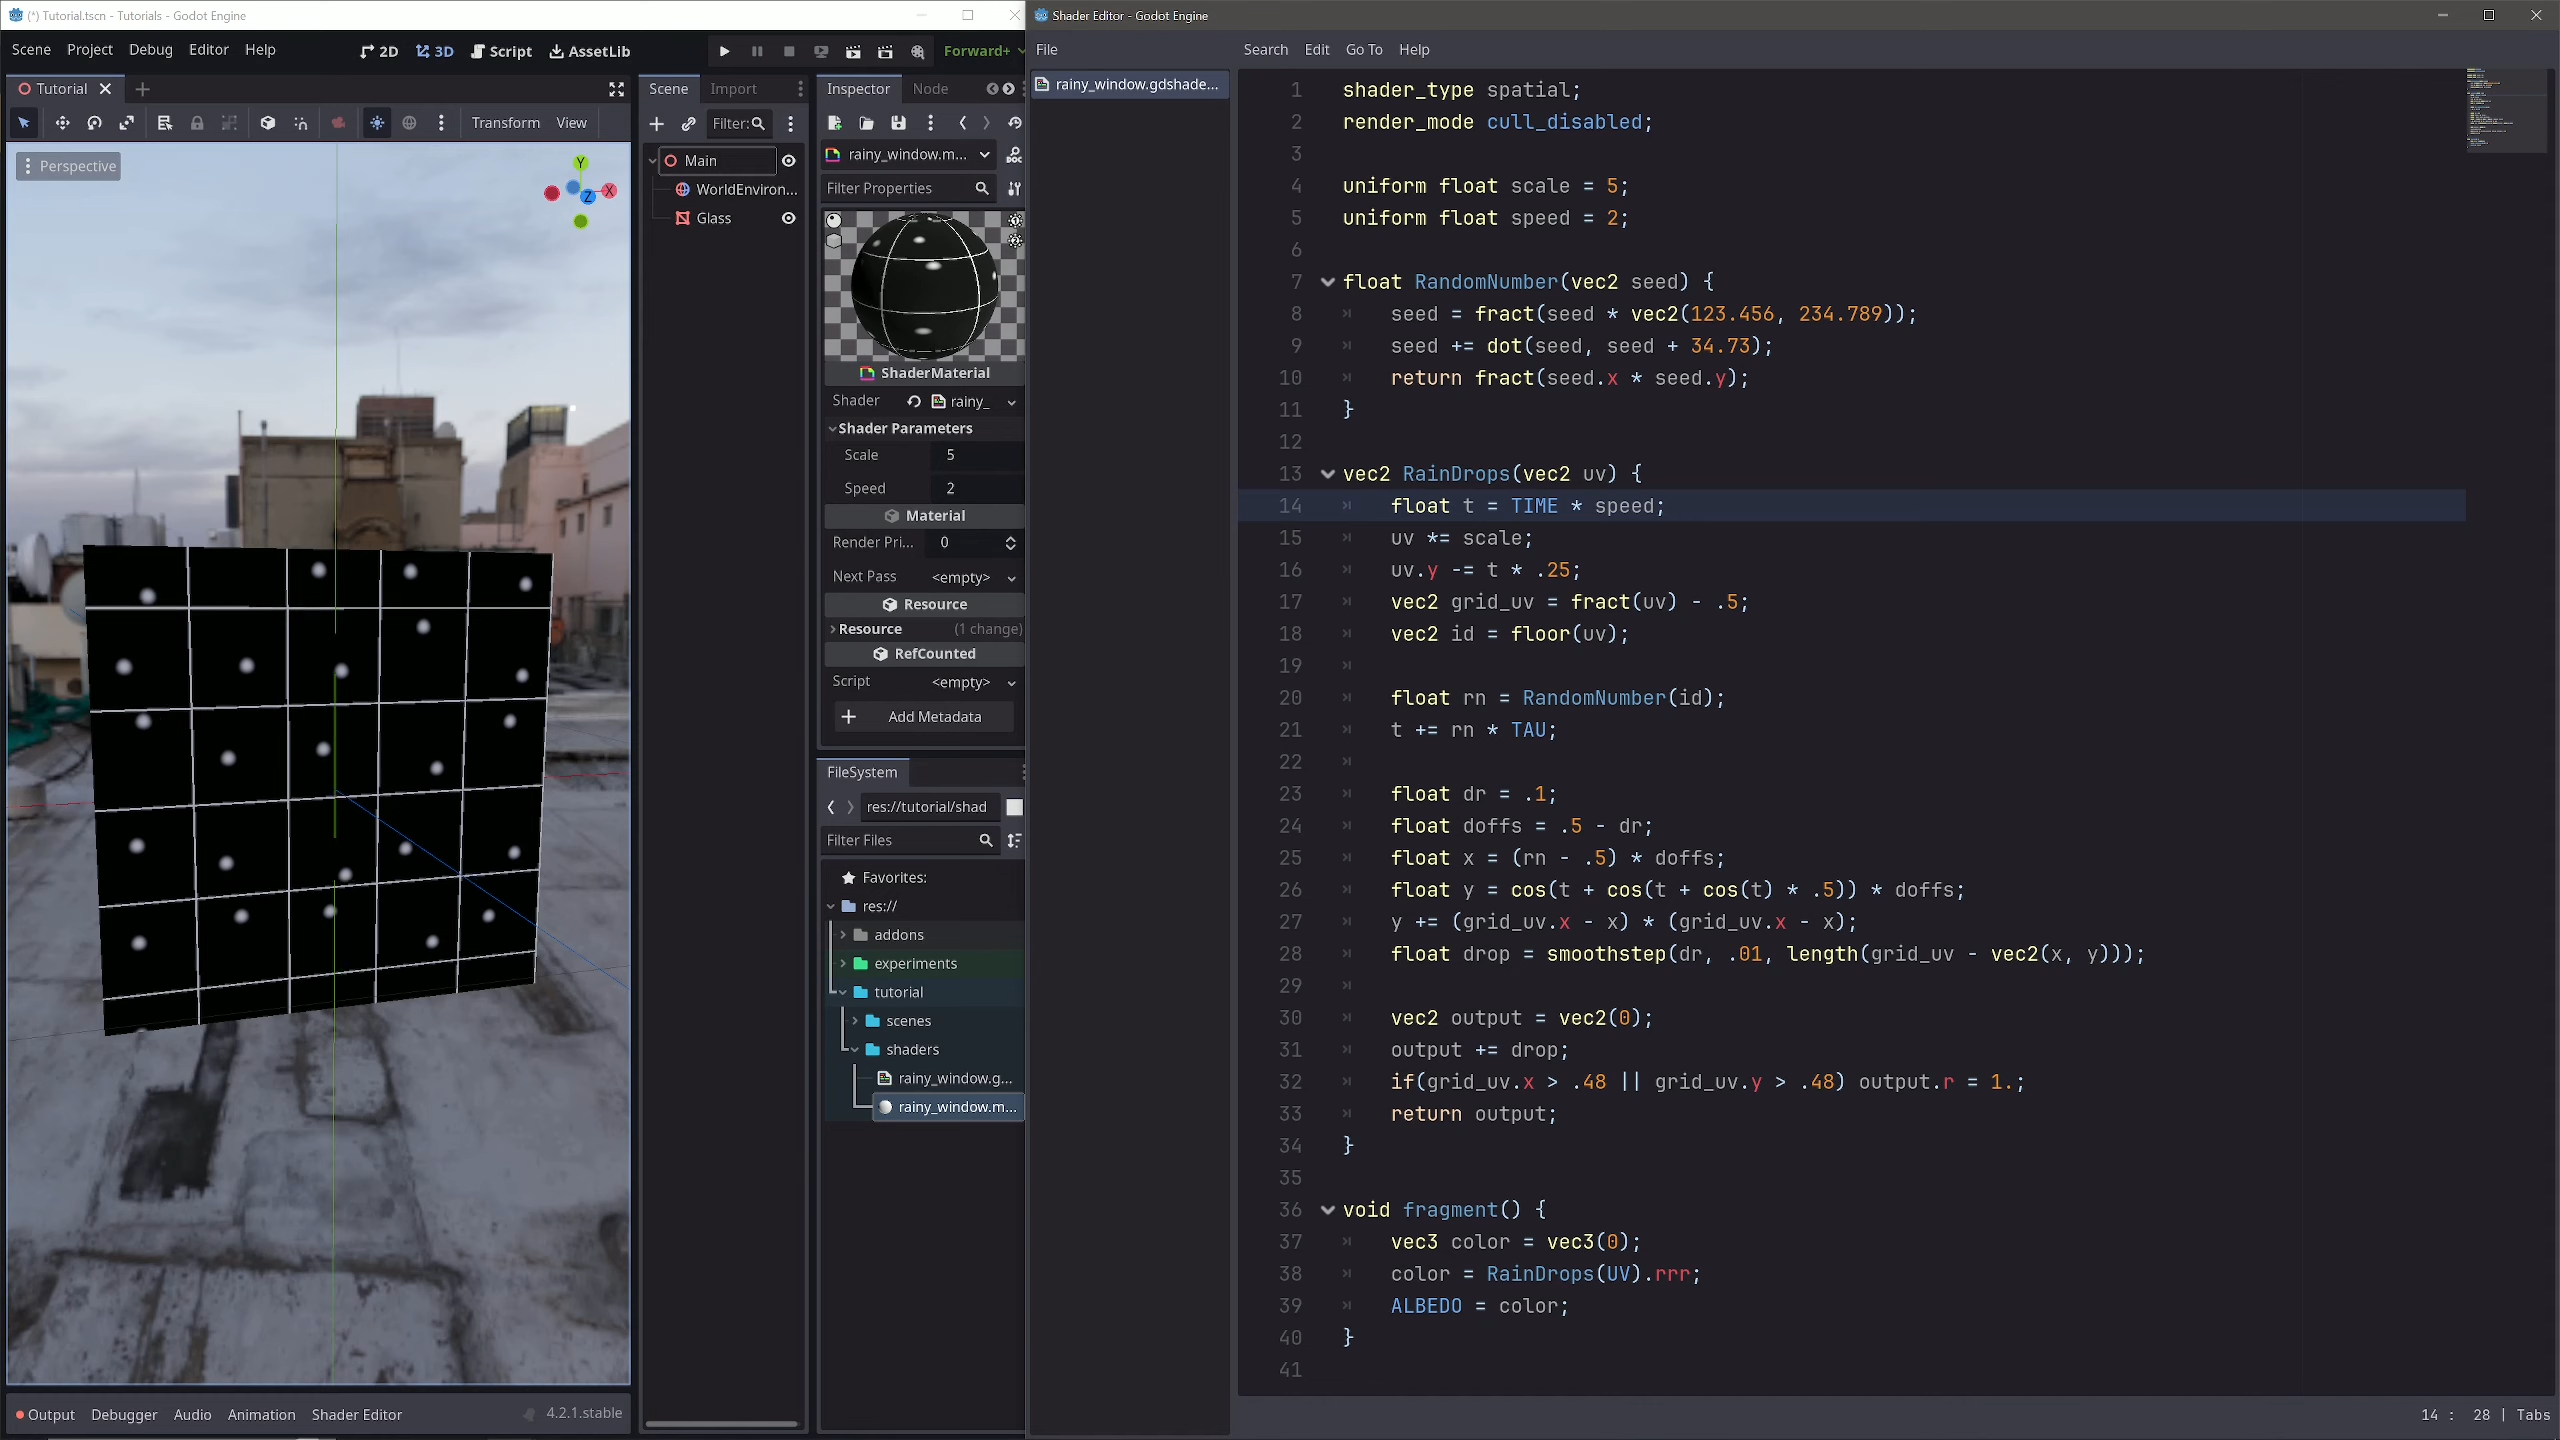 (*) Tutorial.tscn - Tutorials - Godot Engine
Scene Project Debug Editor Help
2D 3D Script AssetLib
Forward+
Tutorial
Transform View
Perspective
Y
X
Z
Scene Import
Filter:
Main
WorldEnviron...
Glass
Inspector Node
rainy_window.m...
DOC
Filter Properties
ShaderMaterial
Shader rainy_
Shader Parameters
Scale 5
Speed 2
Material
Render Pri... 0
Next Pass <empty>
Resource
Resource (1 change)
RefCounted
Script <empty>
Add Metadata
FileSystem
res://tutorial/shad
Filter Files
Favorites:
res://
addons
experiments
tutorial
scenes
shaders
rainy_window.g...
rainy_window.m...
Output Debugger Audio Animation Shader Editor
4.2.1.stable
Shader Editor - Godot Engine
File
Search Edit Go To Help
rainy_window.gdshade...
1 shader_type spatial;
2 render_mode cull_disabled;
3
4 uniform float scale = 5;
5 uniform float speed = 2;
6
7 float RandomNumber(vec2 seed) {
8 seed = fract(seed * vec2(123.456, 234.789));
9 seed += dot(seed, seed + 34.73);
10 return fract(seed.x * seed.y);
11 }
12
13 vec2 RainDrops(vec2 uv) {
14 float t = TIME * speed;
15 uv *= scale;
16 uv.y -= t * .25;
17 vec2 grid_uv = fract(uv) - .5;
18 vec2 id = floor(uv);
19
20 float rn = RandomNumber(id);
21 t += rn * TAU;
22
23 float dr = .1;
24 float doffs = .5 - dr;
25 float x = (rn - .5) * doffs;
26 float y = cos(t + cos(t + cos(t) * .5)) * doffs;
27 y += (grid_uv.x - x) * (grid_uv.x - x);
28 float drop = smoothstep(dr, .01, length(grid_uv - vec2(x, y)));
29
30 vec2 output = vec2(0);
31 output += drop;
32 if(grid_uv.x > .48 || grid_uv.y > .48) output.r = 1.;
33 return output;
34 }
35
36 void fragment() {
37 vec3 color = vec3(0);
38 color = RainDrops(UV).rrr;
39 ALBEDO = color;
40 }
41
14 : 28 | Tabs